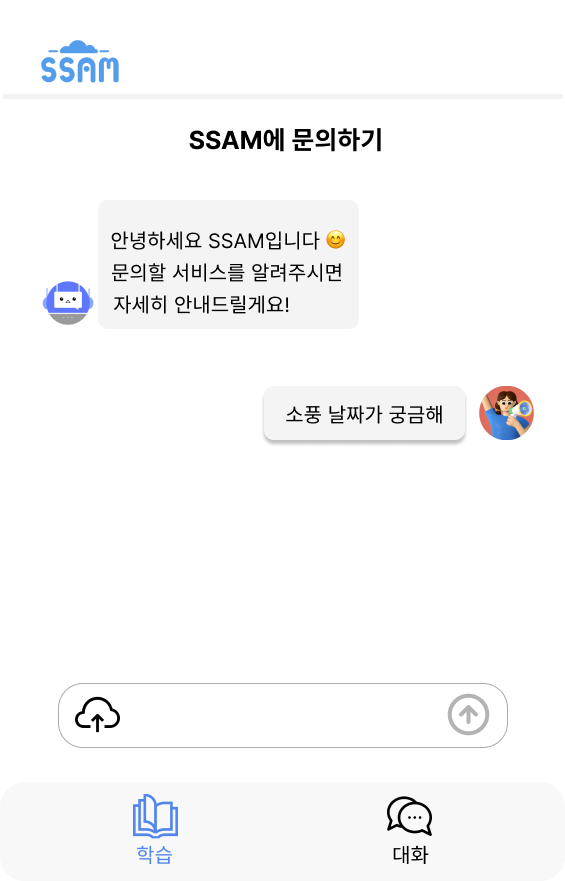 SSAM
SSAM에 문의하기
안녕하세요 SSAM입니다 😊
문의할 서비스를 알려주시면
자세히 안내드릴게요!
소풍 날짜가 궁금해
학습
대화